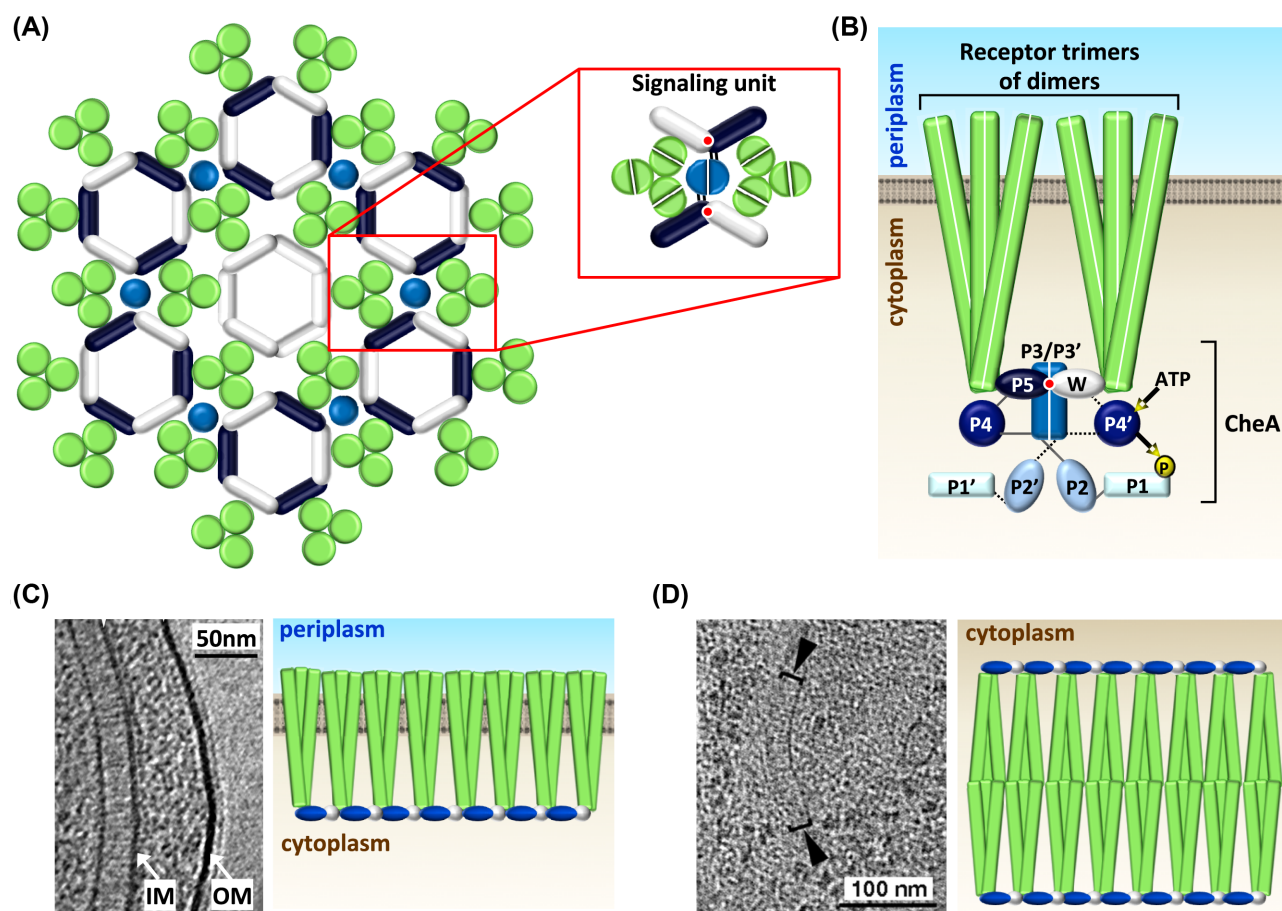 (A)
Signaling unit
(B)
Receptor trimers
of dimers
periplasm
cytoplasm
P3/P3’
P5
W
ATP
P4
P4’
CheA
P
P1’
P2’
P2
P1
(C)
50nm
IM
OM
periplasm
cytoplasm
(D)
100 nm
cytoplasm